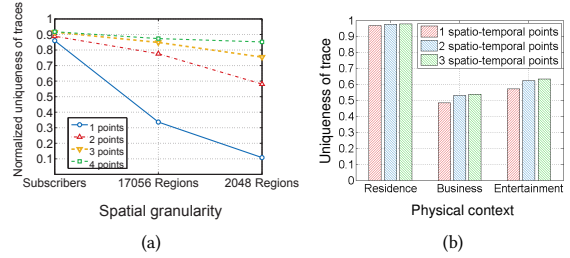 Normalized uniqueness of traces
1
0.9
0.8
0.7
0.6
0.5
0.4
0.3
0.2
0.1
1 points
2 points
3 points
4 points
Subscribers 17056 Regions 2048 Regions
Spatial granularity
(a)
Uniqueness of trace
1
0.9
0.8
0.7
0.6
0.5
0.4
0.3
0.2
0.1
0
1 spatio-temporal points
2 spatio-temporal points
3 spatio-temporal points
Residence Business Entertainment
Physical context
(b)